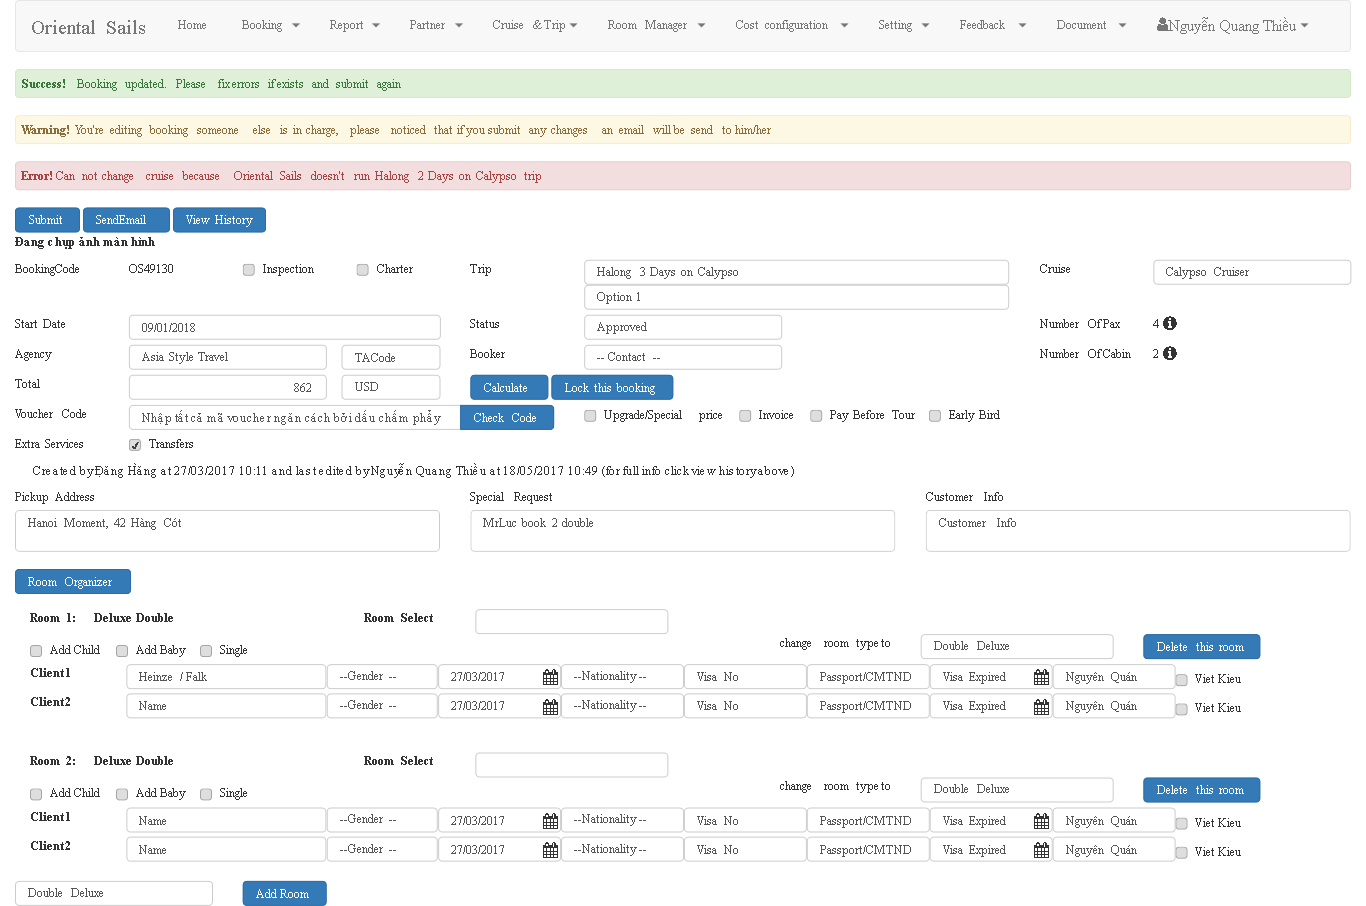 Oriental Sails Home Booking Report Partner Cruise & Trip Room Manager Cost configuration Setting Feedback Document Nguyễn Quang Thiều
Success! Booking updated. Please fix errors if exists and submit again
Warning! You're editing booking someone else is in charge, please noticed that if you submit any changes an email will be send to him/her
Error! Can not change cruise because Oriental Sails doesn't run Halong 2 Days on Calypso trip
Submit SendEmail View History
Đang chụp ảnh màn hình
BookingCode OS49130 Inspection Charter Trip Halong 3 Days on Calypso Cruise Calypso Cruiser
Option 1
Start Date 09/01/2018 Status Approved Number Of Pax 4
Agency Asia Style Travel TACode Booker -- Contact -- Number Of Cabin 2
Total 862 USD Calculate Lock this booking
Voucher Code Nhập tất cả mã voucher ngăn cách bởi dấu chấm phẩy Check Code Upgrade/Special price Invoice Pay Before Tour Early Bird
Extra Services Transfers
Created by Đặng Hằng at 27/03/2017 10:11 and last edited by Nguyễn Quang Thiều at 18/05/2017 10:49 (for full info click view history above)
Pickup Address Special Request Customer Info
Hanoi Moment, 42 Hàng Cót MrLuc book 2 double Customer Info
Room Organizer
Room 1: Deluxe Double Room Select
change room type to Double Deluxe Delete this room
Add Child Add Baby Single
Client1 Heinze / Falk --Gender -- 27/03/2017 --Nationality-- Visa No Passport/CMTND Visa Expired Nguyên Quán Viet Kieu
Client2 Name --Gender -- 27/03/2017 --Nationality-- Visa No Passport/CMTND Visa Expired Nguyên Quán Viet Kieu
Room 2: Deluxe Double Room Select
change room type to Double Deluxe Delete this room
Add Child Add Baby Single
Client1 Name --Gender -- 27/03/2017 --Nationality-- Visa No Passport/CMTND Visa Expired Nguyên Quán Viet Kieu
Client2 Name --Gender -- 27/03/2017 --Nationality-- Visa No Passport/CMTND Visa Expired Nguyên Quán Viet Kieu
Double Deluxe Add Room